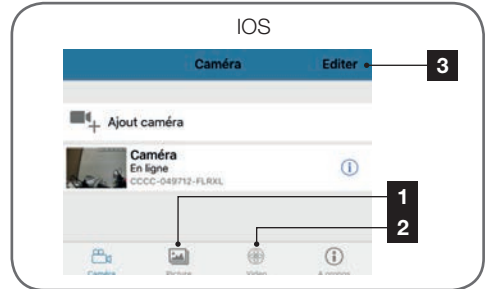 IOS
Caméra Editer
3
Ajout caméra
Caméra
En ligne
CCCC-049712-FLRXL
1
2
Caméra Picture Video A propos